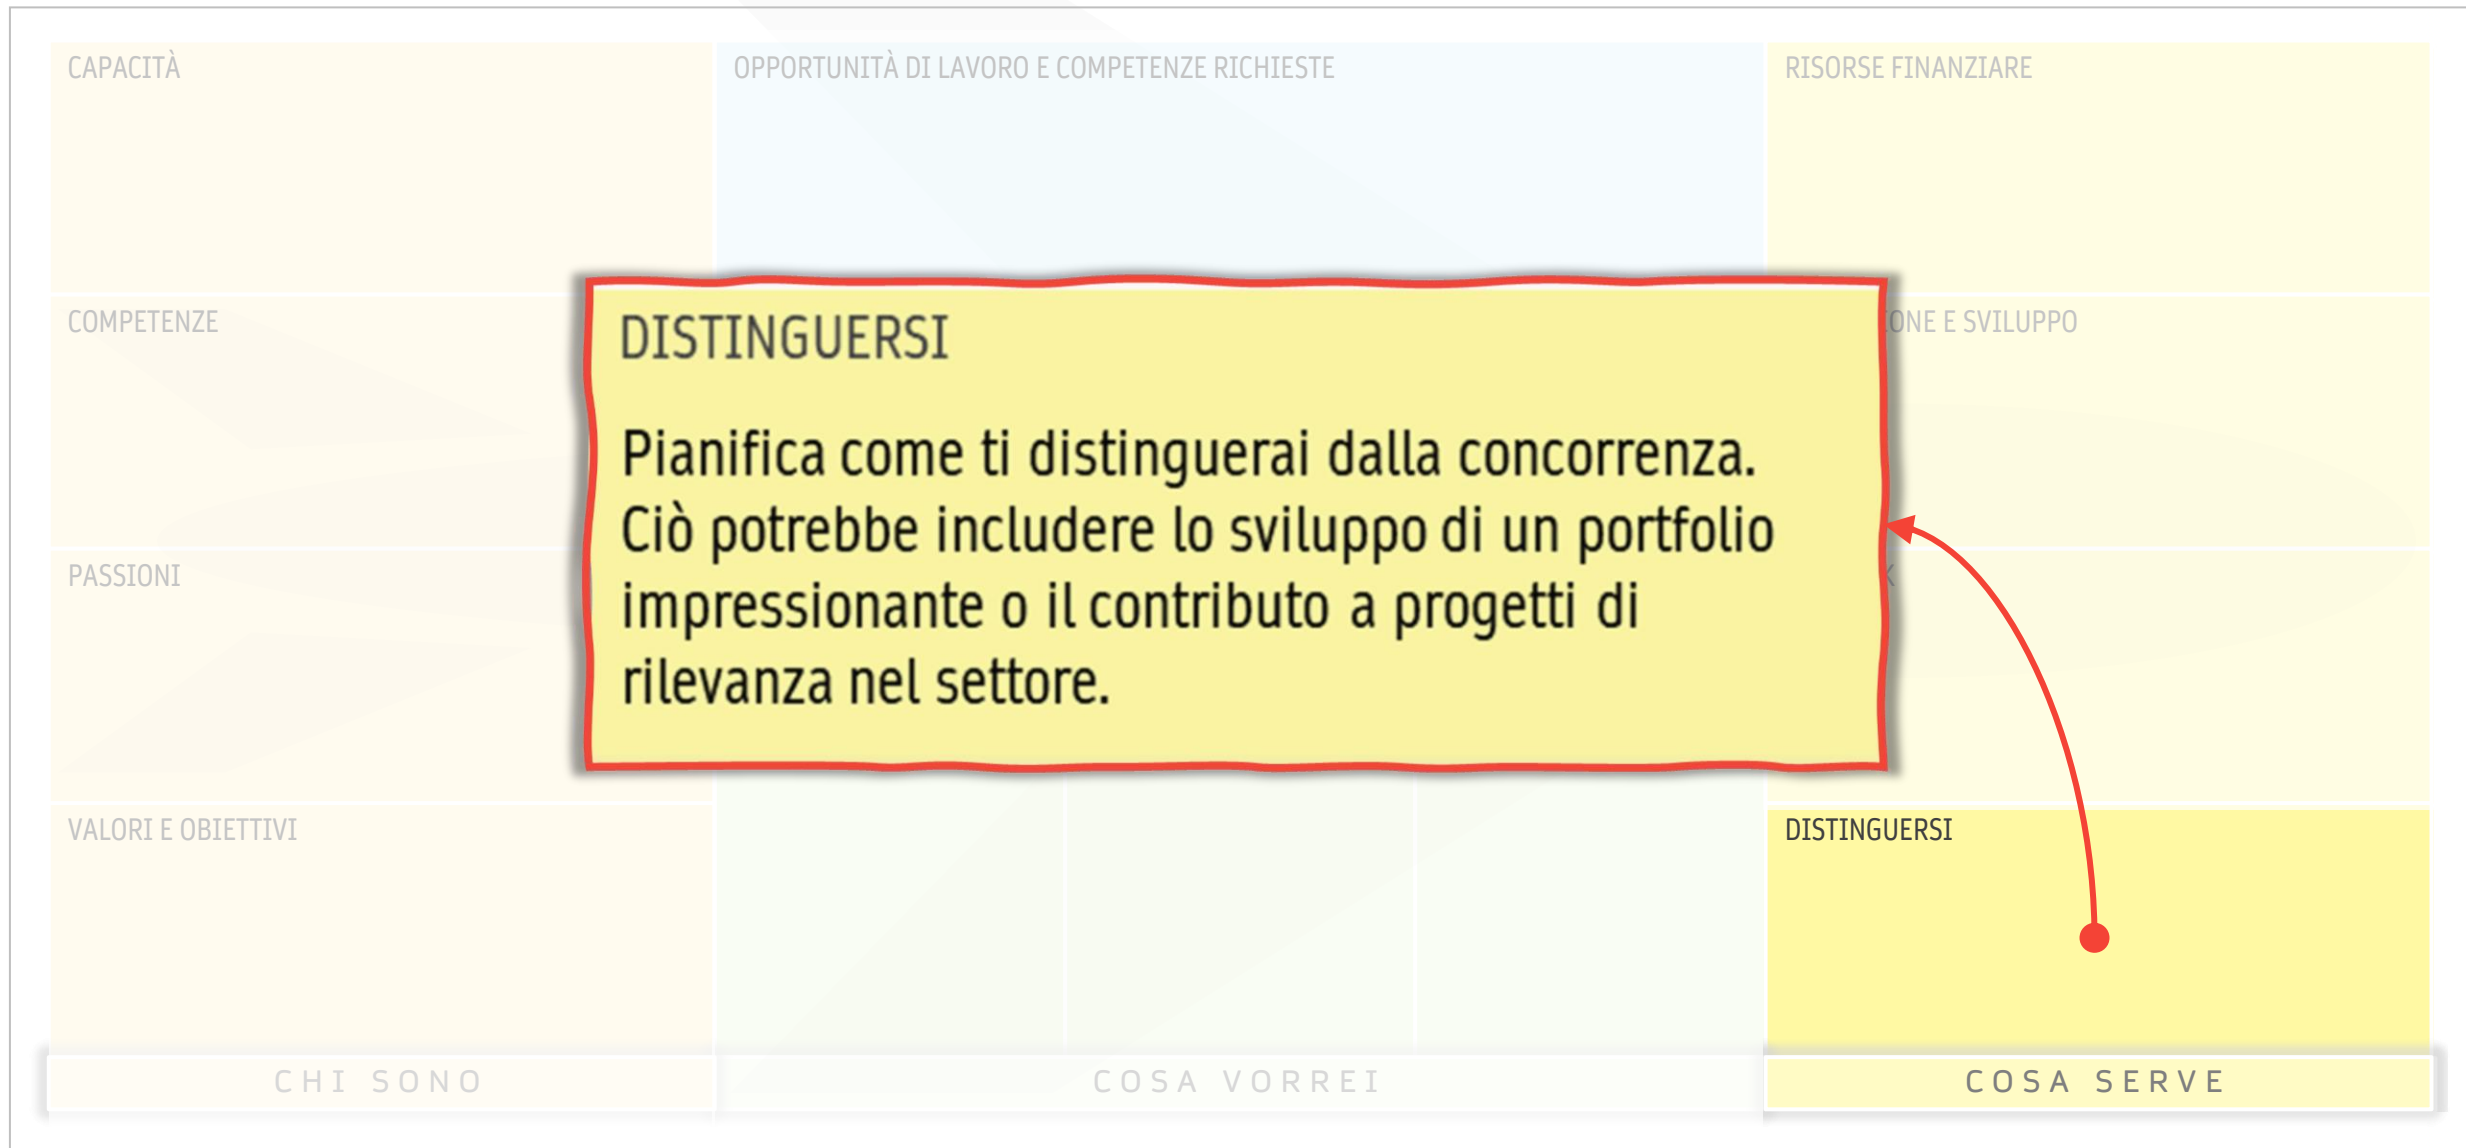 CAPACITÀ
OPPORTUNITÀ DI LAVORO E COMPETENZE RICHIESTE
RISORSE FINANZIARE
COMPETENZE
IONE E SVILUPPO
DISTINGUERSI
Pianifica come ti distinguerai dalla concorrenza.
Ciò potrebbe includere lo sviluppo di un portfolio
impressionante o il contributo a progetti di
rilevanza nel settore.
PASSIONI
K
VALORI E OBIETTIVI
DISTINGUERSI
CHI SONO
COSA VORREI
COSA SERVE